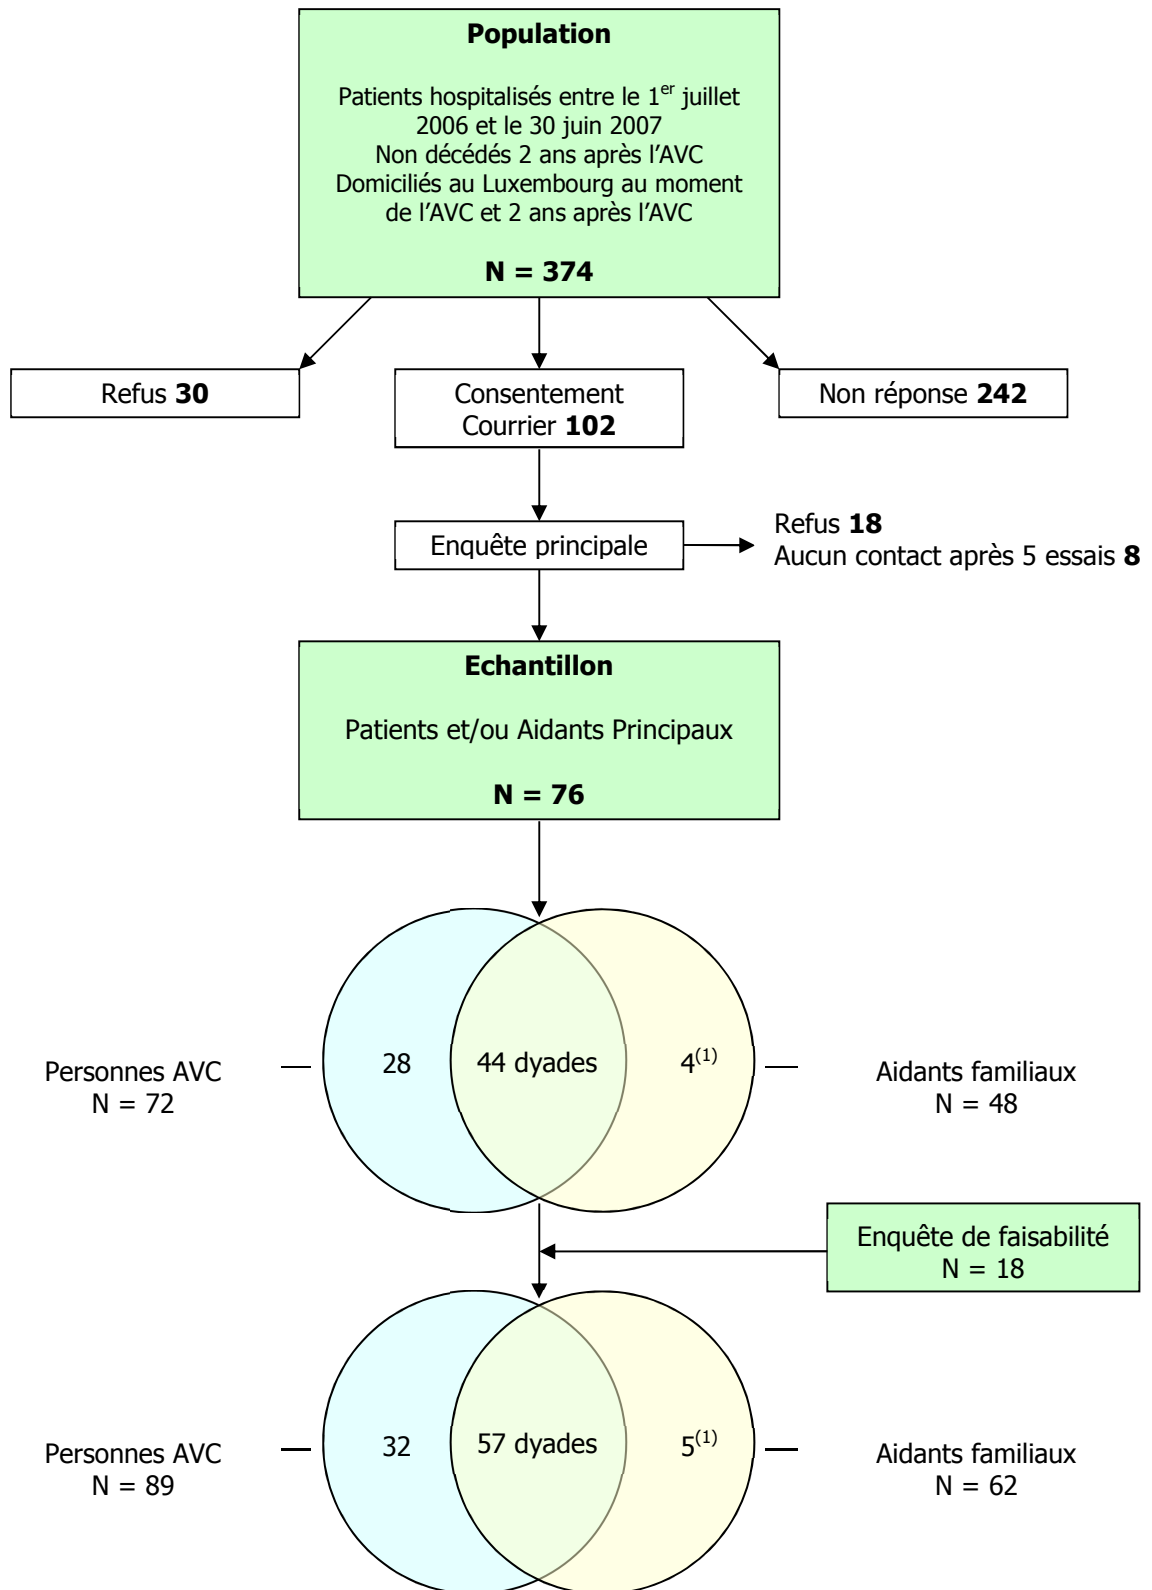 Population
Patients hospitalisés entre le 1er juillet
2006 et le 30 juin 2007
Non décédés 2 ans après l’AVC
Domiciliés au Luxembourg au moment
de l’AVC et 2 ans après l’AVC
N = 374
Refus 30
Consentement
Courrier 102
Non réponse 242
Enquête principale
Refus 18
Aucun contact après 5 essais 8
Echantillon
Patients et/ou Aidants Principaux
N = 76
Personnes AVC
N = 72
28
44 dyades
4(1)
Aidants familiaux
N = 48
Enquête de faisabilité
N = 18
Personnes AVC
N = 89
32
57 dyades
5(1)
Aidants familiaux
N = 62